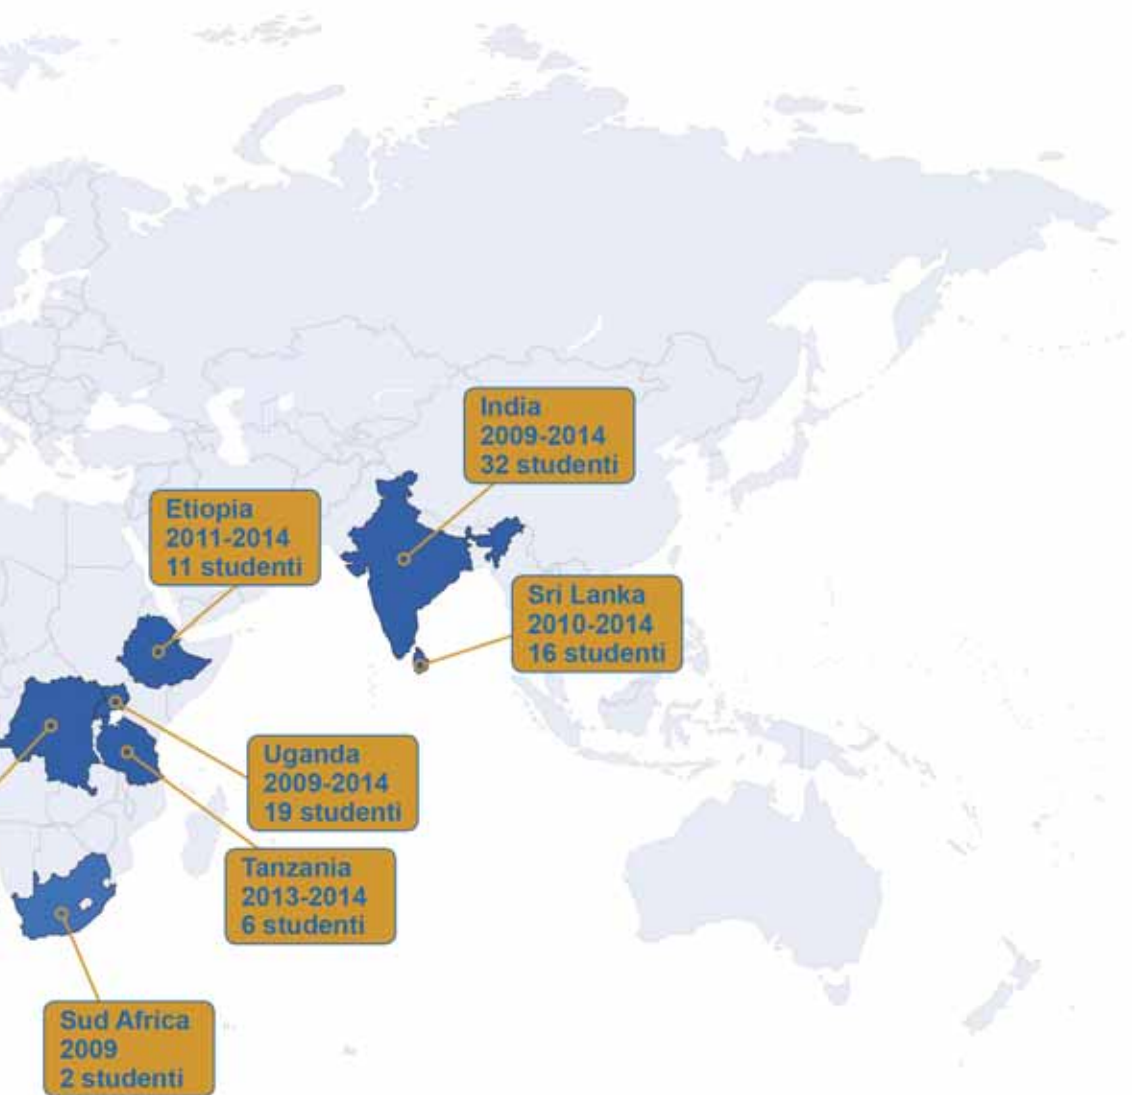 India
2009-2014
32 studenti
Etiopia
2011-2014
11 studenti
Sri Lanka
2010-2014
16 studenti
Uganda
2009-2014
19 studenti
Tanzania
2013-2014
6 studenti
Sud Africa
2009
2 studenti